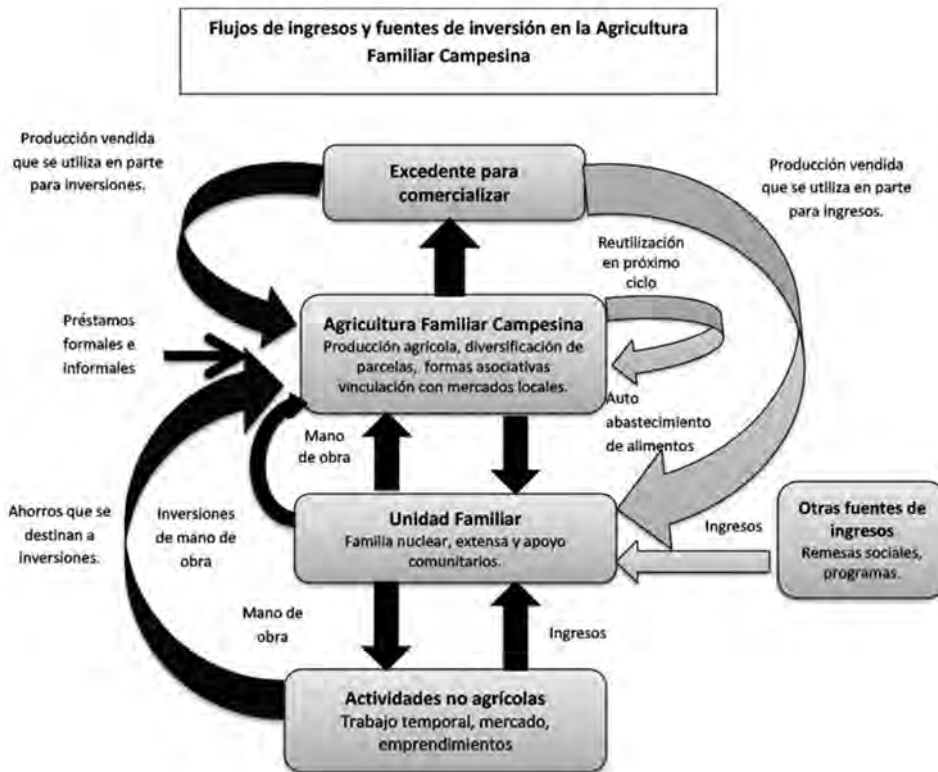 Flujos de ingresos y fuentes de inversión en la Agricultura
Familiar Campesina
Producción vendida
que se utiliza en parte
para inversiones.
Excedente para
comercializar
Producción vendida
que se utiliza en parte
para ingresos.
Reutilización
en próximo
ciclo
Préstamos
formales e
informales
Agricultura Familiar Campesina
Producción agrícola, diversificación de
parcelas, formas asociativas
vinculación con mercados locales.
Mano
de obra
Auto
abastecimiento
de alimentos
Ahorros que se
destinan a
inversiones.
Inversiones
de mano de
obra
Unidad Familiar
Familia nuclear, extensa y apoyo
comunitarios.
Ingresos
Otras fuentes de
ingresos
Remesas sociales,
programas.
Mano de
obra
Ingresos
Actividades no agrícolas
Trabajo temporal, mercado,
emprendimientos